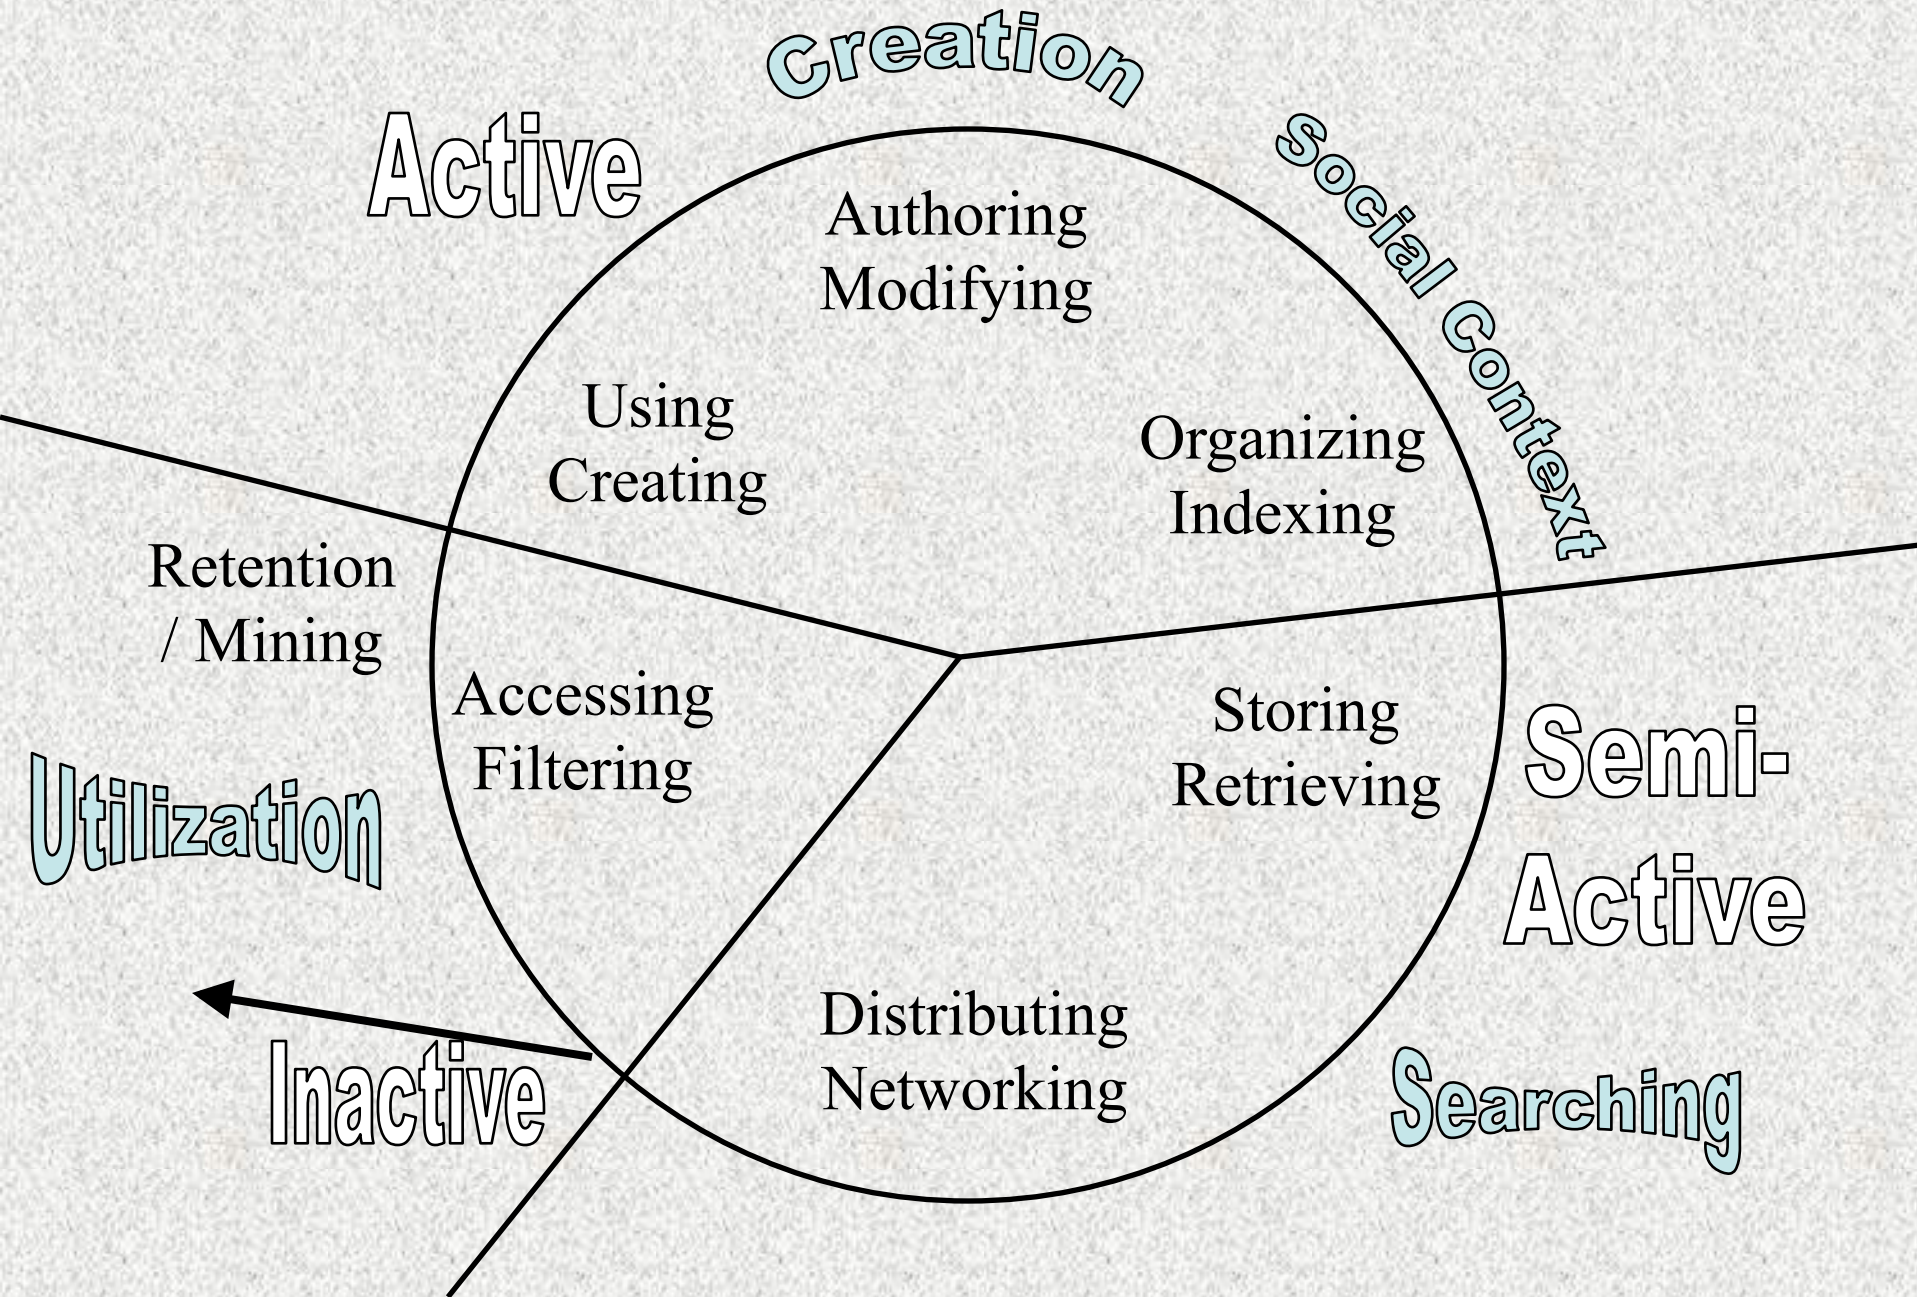 Creation
Active
Social Context
Authoring
Modifying
Using
Creating
Organizing
Indexing
Retention
/ Mining
Accessing
Filtering
Storing
Retrieving
Semi-
Active
Utilization
Distributing
Networking
Inactive
Searching